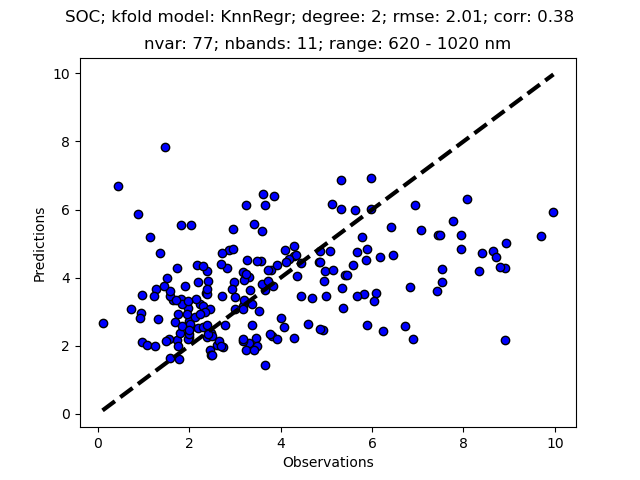 SOC; kfold model: KnnRegr; degree: 2; rmse: 2.01; corr: 0.38
nvar: 77; nbands: 11; range: 620 - 1020 nm
10
8
6
4
2
0
Predictions
0 2 4 6 8 10
Observations